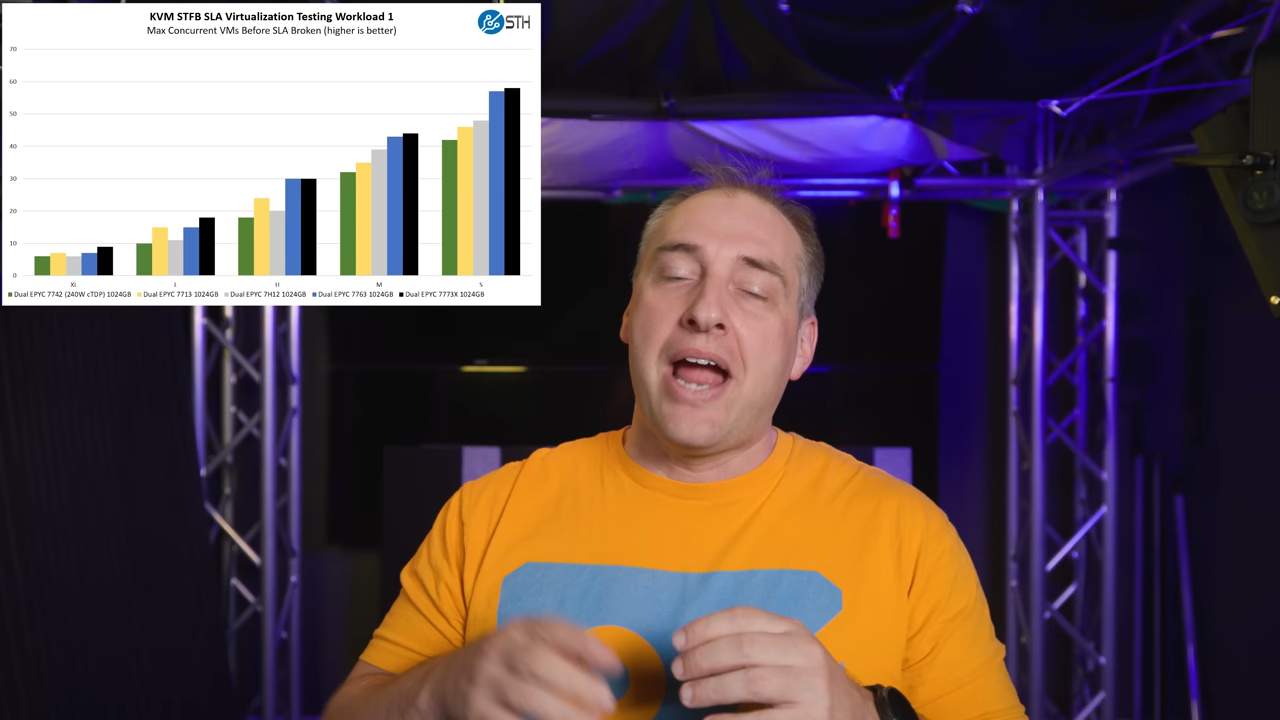 KVM STFB SLA Virtualization Testing Workload 1
Max Concurrent VMs Before SLA Broken (higher is better)
STH
70
60
50
40
30
20
10
0
XL
L
H
M
S
Dual EPYC 7742 (240W cTDP) 1024GB
Dual EPYC 7713 1024GB
Dual EPYC 7H12 1024GB
Dual EPYC 7763 1024GB
Dual EPYC 7773X 1024GB